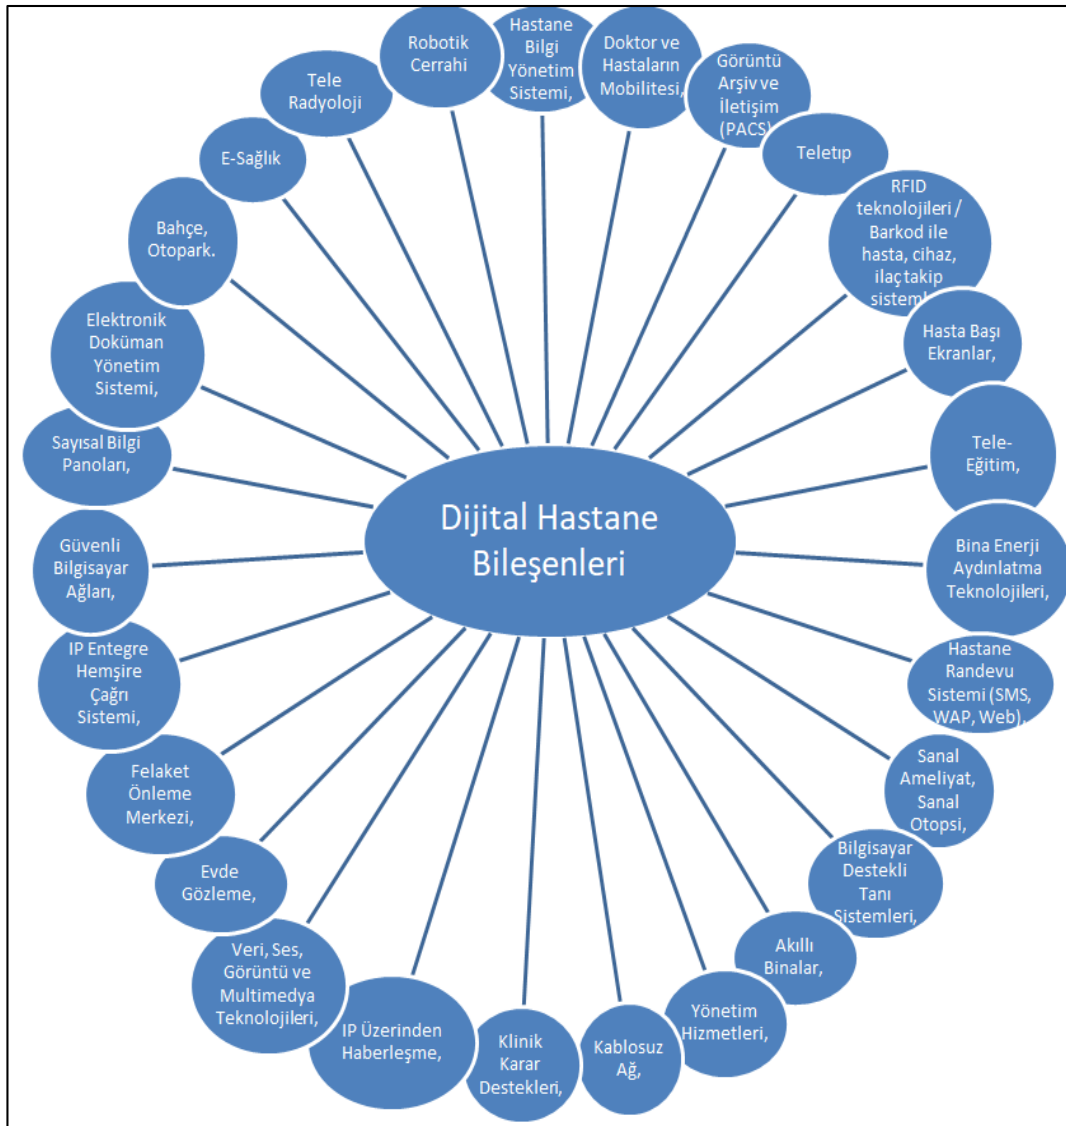 Dijital Hastane
Bileşenleri
Hastane
Bilgi
Yönetim
Sistemi,
Doktor ve
Hastaların
Mobilitesi,
Görüntü
Arşiv ve
İletişim
(PACS)
Teletıp
RFID
teknolojileri /
Barkod ile
hasta, cihaz,
ilaç takip
Hasta Başı
Ekranlar,
Tele-
Eğitim,
Bina Enerji
Aydınlatma
Teknolojileri,
Hastane
Randevu
Sistemi (SMS,
WAP, Web),
Sanal
Ameliyat,
Sanal
Otopsi,
Bilgisayar
Destekli
Tanı
Sistemleri,
Akıllı
Binalar,
Yönetim
Hizmetleri,
Kablosuz
Ağ,
Klinik
Karar
Destekleri,
IP Üzerinden
Haberleşme,
Veri, Ses,
Görüntü ve
Multimedya
Teknolojileri,
Evde
Gözleme,
Felaket
Önleme
Merkezi,
IP Entegre
Hemşire
Çağrı
Sistemi,
Güvenli
Bilgisayar
Ağları,
Sayısal Bilgi
Panoları,
Elektronik
Doküman
Yönetim
Sistemi,
Bahçe,
Otopark.
E-Sağlık
Tele
Radyoloji
Robotik
Cerrahi